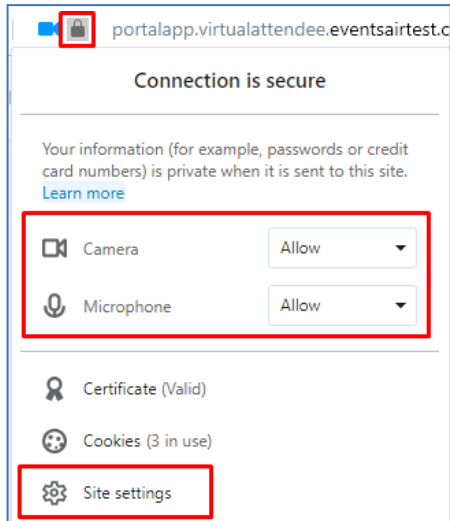 portalapp.virtualattendee.eventsairtest.c
Connection is secure
Your information (for example, passwords or credit
card numbers) is private when it is sent to this site.
Learn more
Camera Allow
Microphone Allow
Certificate (Valid)
Cookies (3 in use)
Site settings